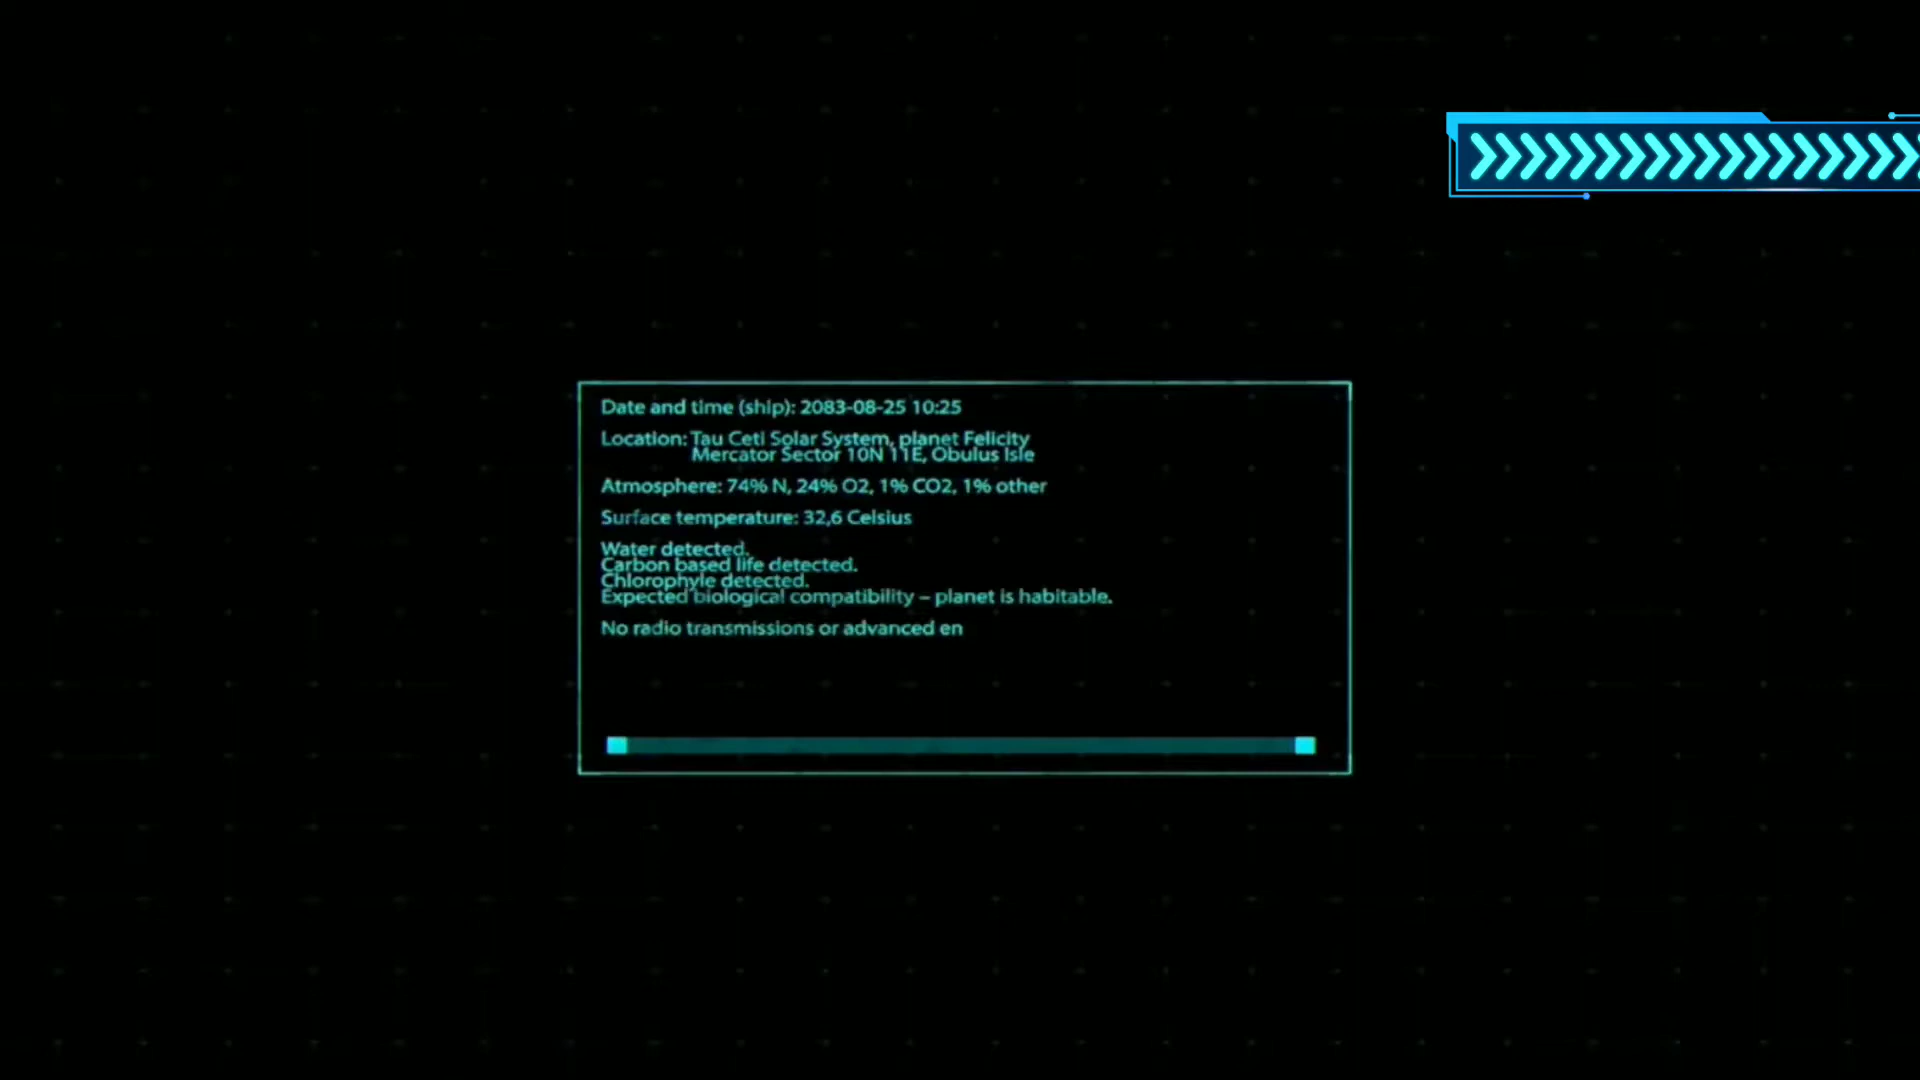 Date and time (ship): 2083-08-25 10:25
Location: Tau Ceti Solar System, planet Felicity
Mercator Sector 10N 11E, Obulus Isle
Atmosphere: 74% N, 24% O2, 1% CO2, 1% other
Surface temperature: 32,6 Celsius
Water detected.
Carbon based life detected.
Chlorophyle detected.
Expected biological compatibility – planet is habitable.
No radio transmissions or advanced en